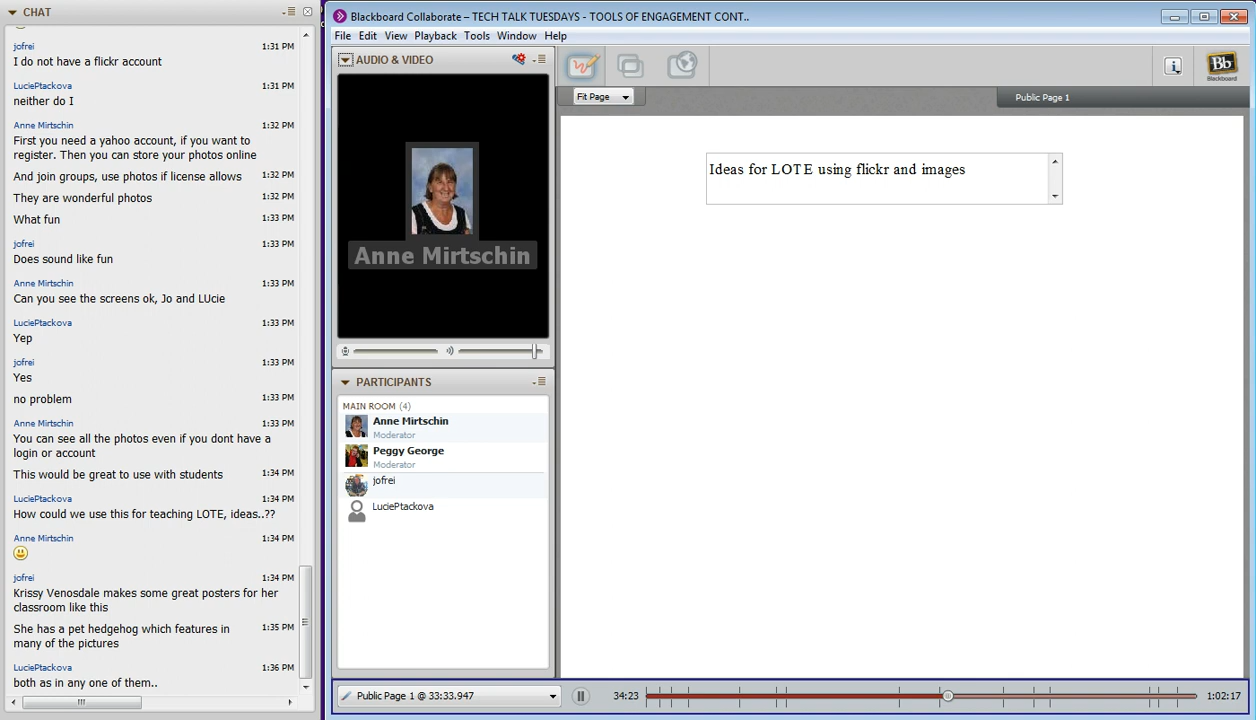 CHAT
jofrei 1:31 PM
I do not have a flickr account
LuciePtackova 1:31 PM
neither do I
Anne Mirtschin 1:32 PM
First you need a yahoo account, if you want to
register. Then you can store your photos online
And join groups, use photos if license allows 1:32 PM
They are wonderful photos 1:32 PM
What fun 1:33 PM
jofrei 1:33 PM
Does sound like fun
Anne Mirtschin 1:33 PM
Can you see the screens ok, Jo and LUcie
LuciePtackova 1:33 PM
Yep
jofrei 1:33 PM
Yes
no problem 1:33 PM
Anne Mirtschin 1:33 PM
You can see all the photos even if you dont have a
login or account
This would be great to use with students 1:34 PM
LuciePtackova 1:34 PM
How could we use this for teaching LOTE, ideas..??
Anne Mirtschin 1:34 PM
jofrei 1:34 PM
Krissy Venosdale makes some great posters for her
classroom like this
She has a pet hedgehog which features in 1:35 PM
many of the pictures
LuciePtackova 1:36 PM
both as in any one of them..
Blackboard Collaborate – TECH TALK TUESDAYS - TOOLS OF ENGAGEMENT CONT..
File Edit View Playback Tools Window Help
AUDIO & VIDEO
Anne Mirtschin
PARTICIPANTS
MAIN ROOM (4)
Anne Mirtschin
Moderator
Peggy George
Moderator
jofrei
LuciePtackova
i
Bb
Blackboard
Fit Page
Public Page 1
Ideas for LOTE using flickr and images
Public Page 1 @ 33:33.947
34:23
1:02:17